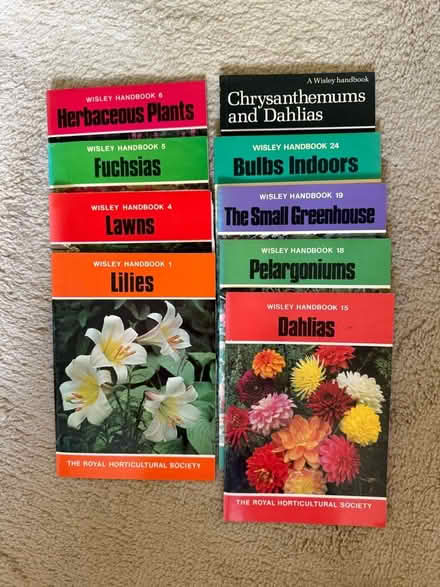 WISLEY HANDBOOK 6
Herbaceous Plants
WISLEY HANDBOOK 5
Fuchsias
WISLEY HANDBOOK 4
Lawns
WISLEY HANDBOOK 1
Lilies
THE ROYAL HORTICULTURAL SOCIETY
A Wisley handbook
Chrysanthemums
and Dahlias
WISLEY HANDBOOK 24
Bulbs Indoors
WISLEY HANDBOOK 19
The Small Greenhouse
WISLEY HANDBOOK 18
Pelargoniums
WISLEY HANDBOOK 15
Dahlias
THE ROYAL HORTICULTURAL SOCIETY